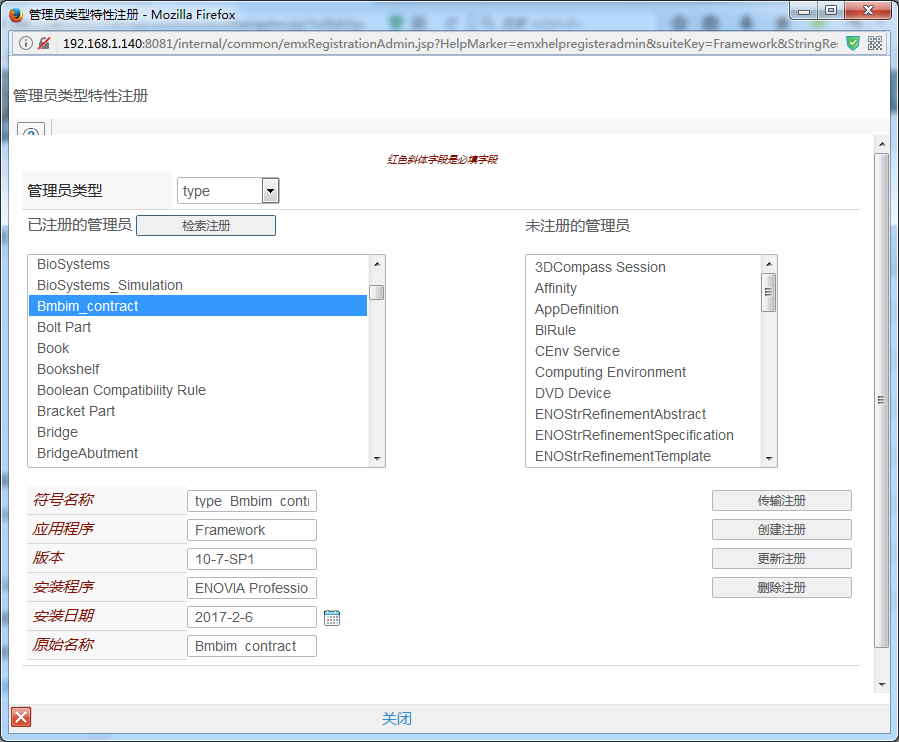 管理员类型特性注册 - Mozilla Firefox
192.168.1.140:8081/internal/common/emxRegistrationAdmin.jsp?HelpMarker=emxhelpregisteradmin&suiteKey=Framework&StringRe
管理员类型特性注册
红色斜体字段是必填字段
管理员类型 type
已注册的管理员 检索注册 未注册的管理员
BioSystems
BioSystems_Simulation
Bmbim_contract
Bolt Part
Book
Bookshelf
Boolean Compatibility Rule
Bracket Part
Bridge
BridgeAbutment
3DCompass Session
Affinity
AppDefinition
BIRule
CEnv Service
Computing Environment
DVD Device
ENOStrRefinementAbstract
ENOStrRefinementSpecification
ENOStrRefinementTemplate
符号名称 type_Bmbim_contr
应用程序 Framework
版本 10-7-SP1
安装程序 ENOVIA Professio
安装日期 2017-2-6
原始名称 Bmbim_contract
传输注册
创建注册
更新注册
删除注册
关闭